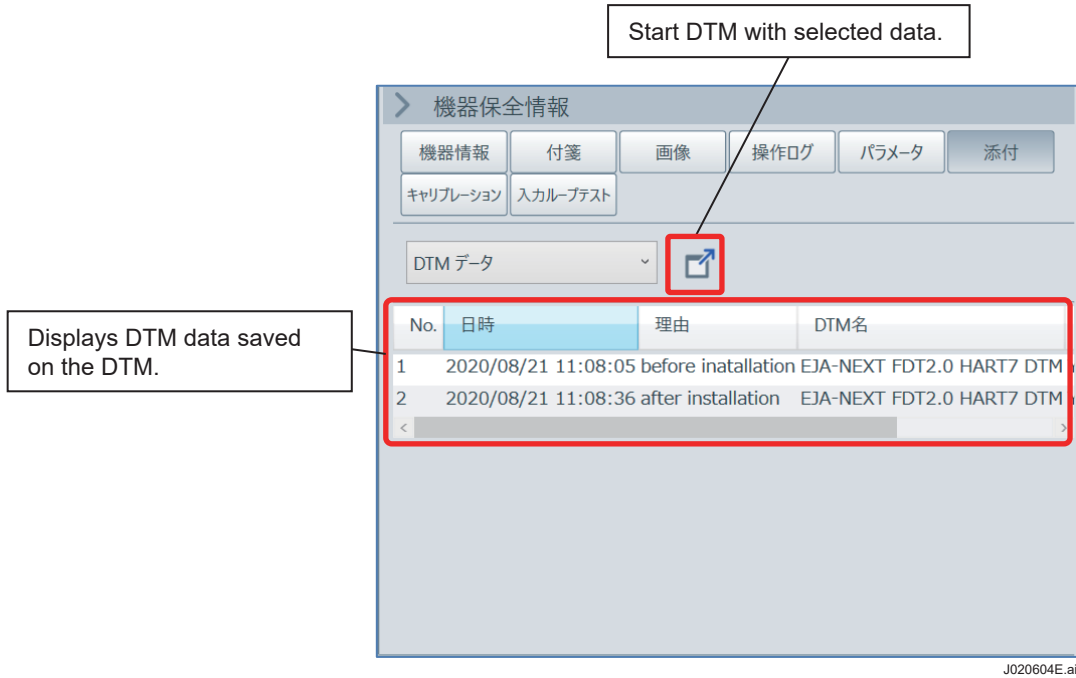 Start DTM with selected data.
機器保全情報
機器情報 付箋 画像 操作ログ パラメータ 添付
キャリブレーション 入力ループテスト
DTM データ
Displays DTM data saved
on the DTM.
No. 日時 理由 DTM名
1 2020/08/21 11:08:05 before inatallation EJA-NEXT FDT2.0 HART7 DTM
2 2020/08/21 11:08:36 after installation EJA-NEXT FDT2.0 HART7 DTM
J020604E.ai